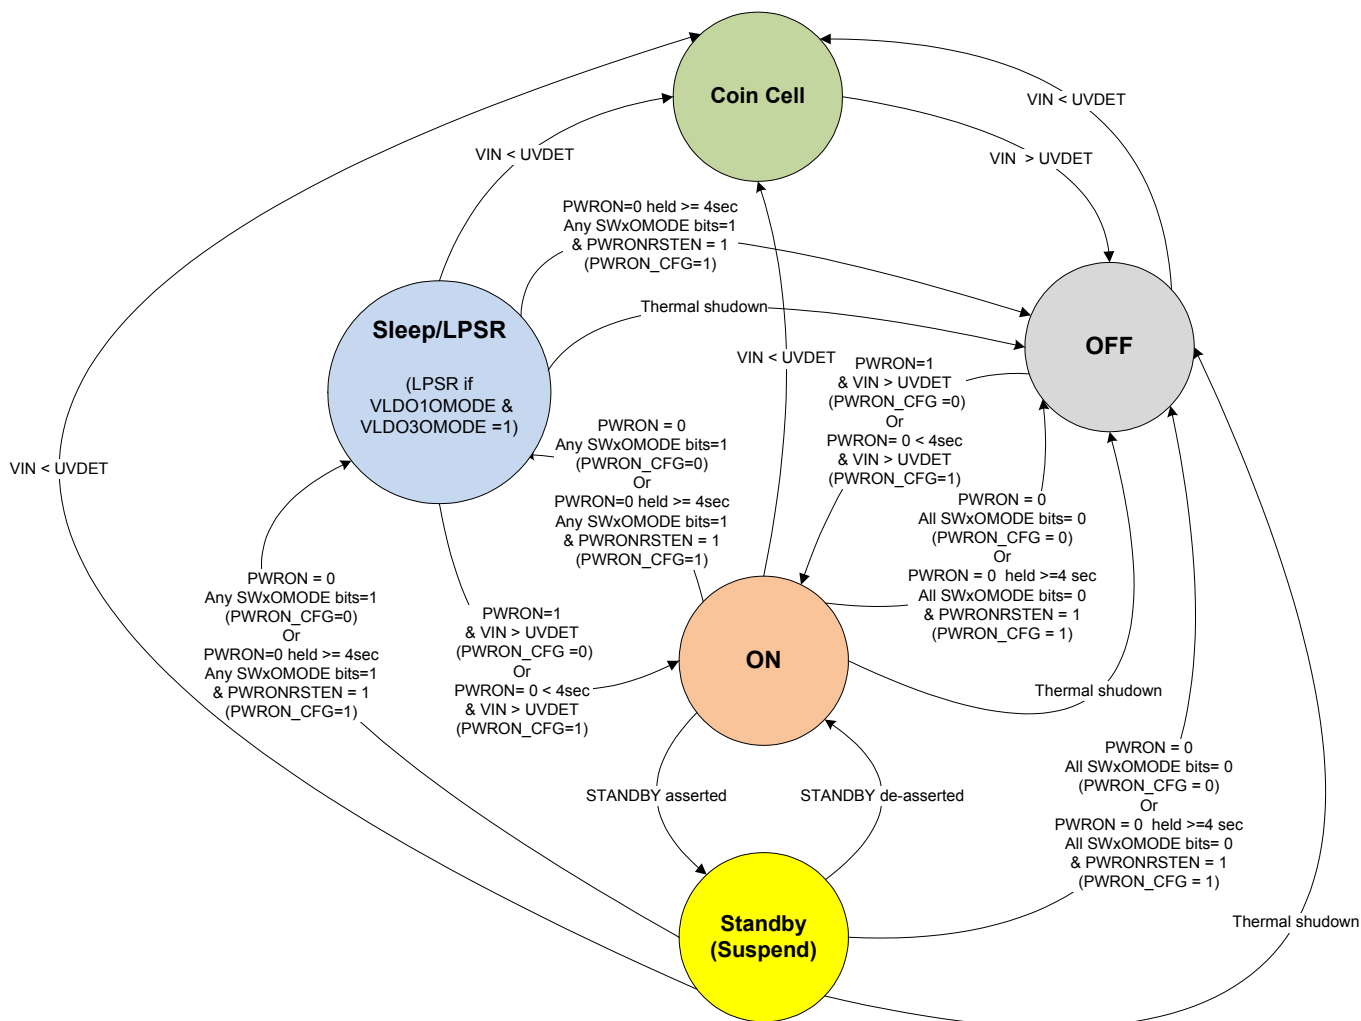 Coin Cell
VIN < UVDET
VIN < UVDET
VIN  > UVDET
PWRON=0 held >= 4sec
Any SWxOMODE bits=1
& PWRONRSTEN = 1
(PWRON_CFG=1)
Thermal shudown
Sleep/LPSR
(LPSR if
VLDO1OMODE &
VLDO3OMODE =1)
OFF
VIN < UVDET
PWRON=1
& VIN > UVDET
(PWRON_CFG =0)
Or
PWRON= 0 < 4sec
& VIN > UVDET
(PWRON_CFG=1)
PWRON = 0
Any SWxOMODE bits=1
(PWRON_CFG=0)
Or
PWRON=0 held >= 4sec
Any SWxOMODE bits=1
& PWRONRSTEN = 1
(PWRON_CFG=1)
VIN < UVDET
PWRON = 0
All SWxOMODE bits= 0
(PWRON_CFG = 0)
Or
PWRON = 0  held >=4 sec
All SWxOMODE bits= 0
& PWRONRSTEN = 1
(PWRON_CFG = 1)
PWRON = 0
Any SWxOMODE bits=1
(PWRON_CFG=0)
Or
PWRON=0 held >= 4sec
Any SWxOMODE bits=1
& PWRONRSTEN = 1
(PWRON_CFG=1)
PWRON=1
& VIN > UVDET
(PWRON_CFG =0)
Or
PWRON= 0 < 4sec
& VIN > UVDET
(PWRON_CFG=1)
ON
Thermal shudown
STANDBY asserted
STANDBY de-asserted
PWRON = 0
All SWxOMODE bits= 0
(PWRON_CFG = 0)
Or
PWRON = 0  held >=4 sec
All SWxOMODE bits= 0
& PWRONRSTEN = 1
(PWRON_CFG = 1)
Standby
(Suspend)
Thermal shudown